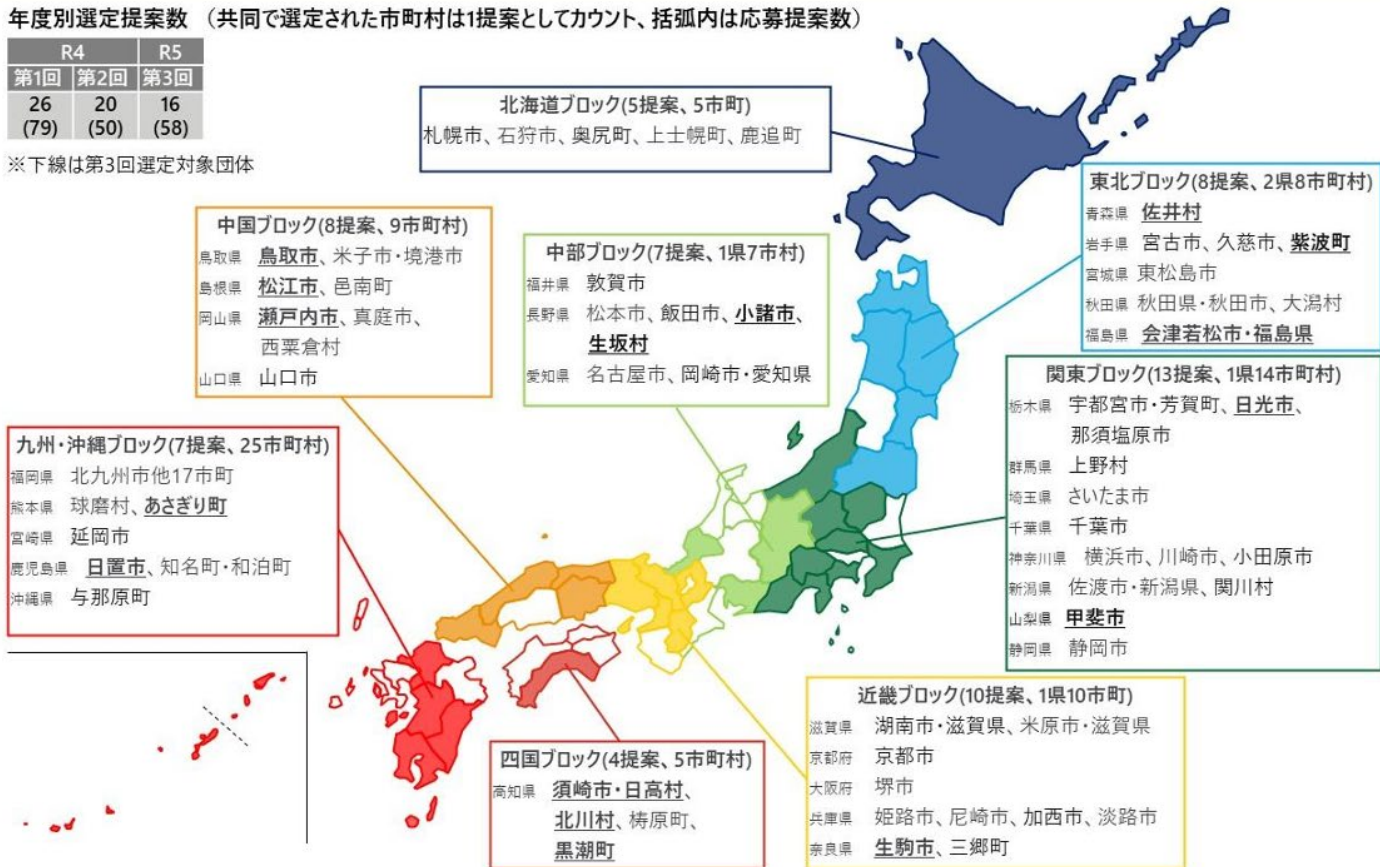 年度別選定提案数 （共同で選定された市町村は1提案としてカウント、括弧内は応募提案数）
R4 R5
第1回 第2回 第3回
26 20 16
(79) (50) (58)
※下線は第3回選定対象団体
北海道ブロック(5提案、5市町)
札幌市、石狩市、奥尻町、上士幌町、鹿追町
東北ブロック(8提案、2県8市町村)
青森県 佐井村
岩手県 宮古市、久慈市、紫波町
宮城県 東松島市
秋田県 秋田県・秋田市、大潟村
福島県 会津若松市・福島県
中国ブロック(8提案、9市町村)
鳥取県 鳥取市、米子市・境港市
島根県 松江市、邑南町
岡山県 瀬戸内市、真庭市、
西粟倉村
山口県 山口市
中部ブロック(7提案、1県7市村)
福井県 敦賀市
長野県 松本市、飯田市、小諸市、
生坂村
愛知県 名古屋市、岡崎市・愛知県
関東ブロック(13提案、1県14市町村)
栃木県 宇都宮市・芳賀町、日光市、
那須塩原市
群馬県 上野村
埼玉県 さいたま市
千葉県 千葉市
神奈川県 横浜市、川崎市、小田原市
新潟県 佐渡市・新潟県、関川村
山梨県 甲斐市
静岡県 静岡市
九州・沖縄ブロック(7提案、25市町村)
福岡県 北九州市他17市町
熊本県 球磨村、あさぎり町
宮崎県 延岡市
鹿児島県 日置市、知名町・和泊町
沖縄県 与那原町
四国ブロック(4提案、5市町村)
高知県 須崎市・日高村、
北川村、梼原町、
黒潮町
近畿ブロック(10提案、1県10市町)
滋賀県 湖南市・滋賀県、米原市・滋賀県
京都府 京都市
大阪府 堺市
兵庫県 姫路市、尼崎市、加西市、淡路市
奈良県 生駒市、三郷町